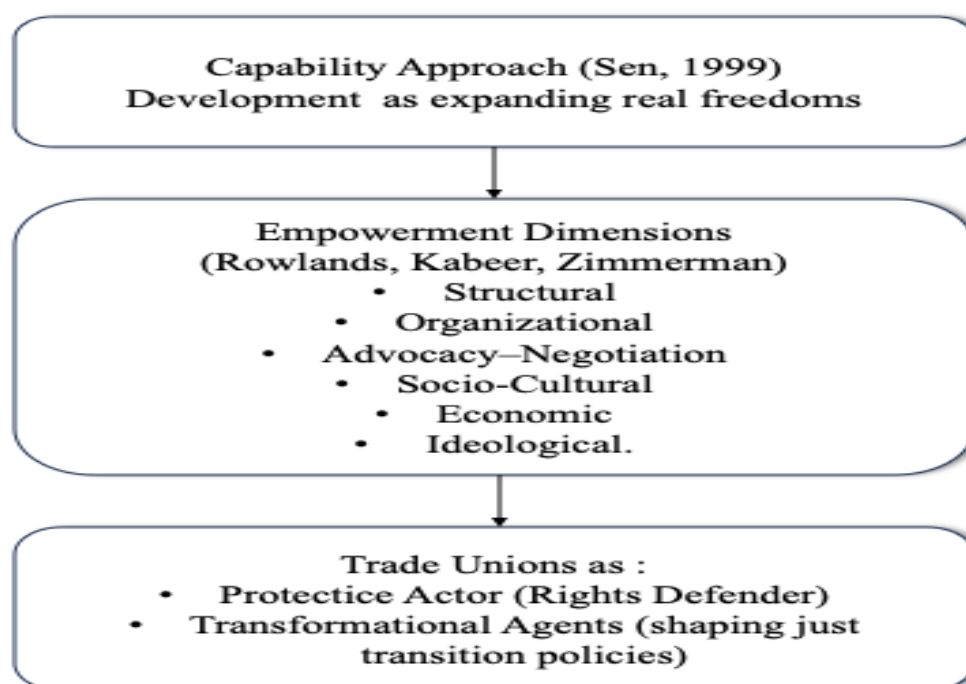 Capability Approach (Sen, 1999)
Development as expanding real freedoms
Empowerment Dimensions
(Rowlands, Kabeer, Zimmerman)
• Structural
• Organizational
• Advocacy–Negotiation
• Socio-Cultural
• Economic
• Ideological.
Trade Unions as :
• Protectice Actor (Rights Defender)
• Transformational Agents (shaping just
transition policies)